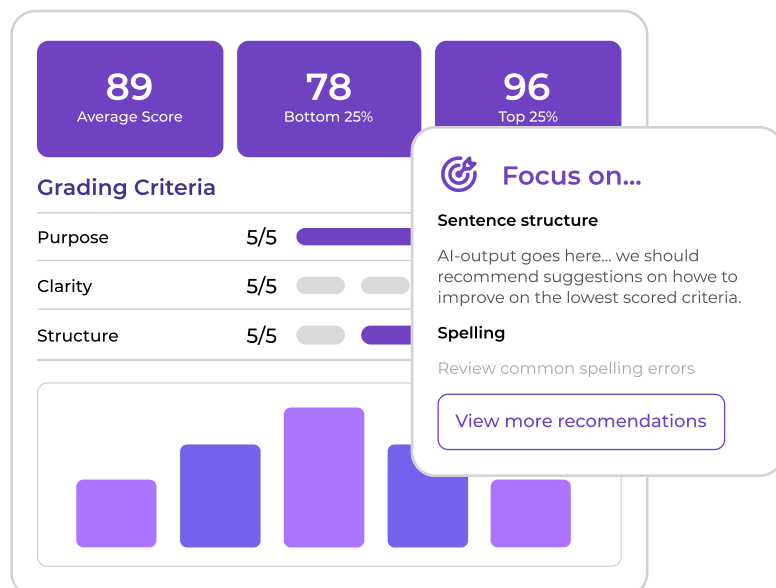 89
Average Score
78
Bottom 25%
96
Top 25%
Grading Criteria
Purpose 5/5
Clarity 5/5
Structure 5/5
Focus on...
Sentence structure
AI-output goes here... we should
recommend suggestions on howe to
improve on the lowest scored criteria.
Spelling
Review common spelling errors
View more recomendations